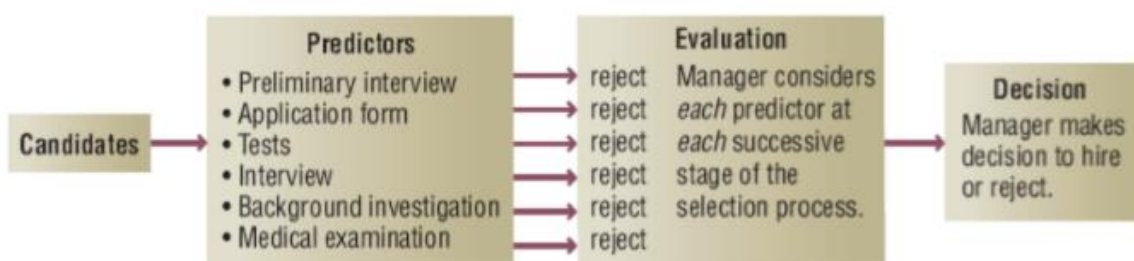 Candidates
Predictors
• Preliminary interview
• Application form
• Tests
• Interview
• Background investigation
• Medical examination
Evaluation
reject Manager considers
reject each predictor at
reject each successive
reject stage of the
reject selection process.
reject
Decision
Manager makes
decision to hire
or reject.